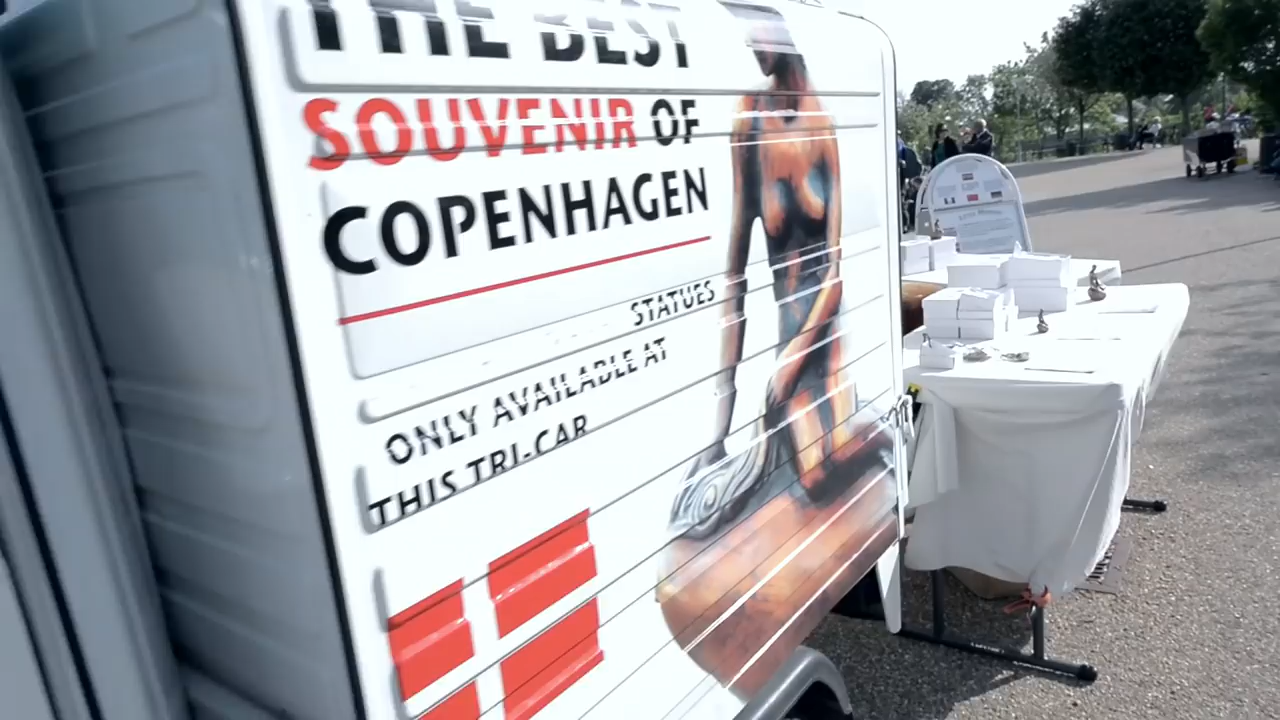 THE BEST
SOUVENIR OF
COPENHAGEN
STATUES
ONLY AVAILABLE AT
THIS TRI-CAR